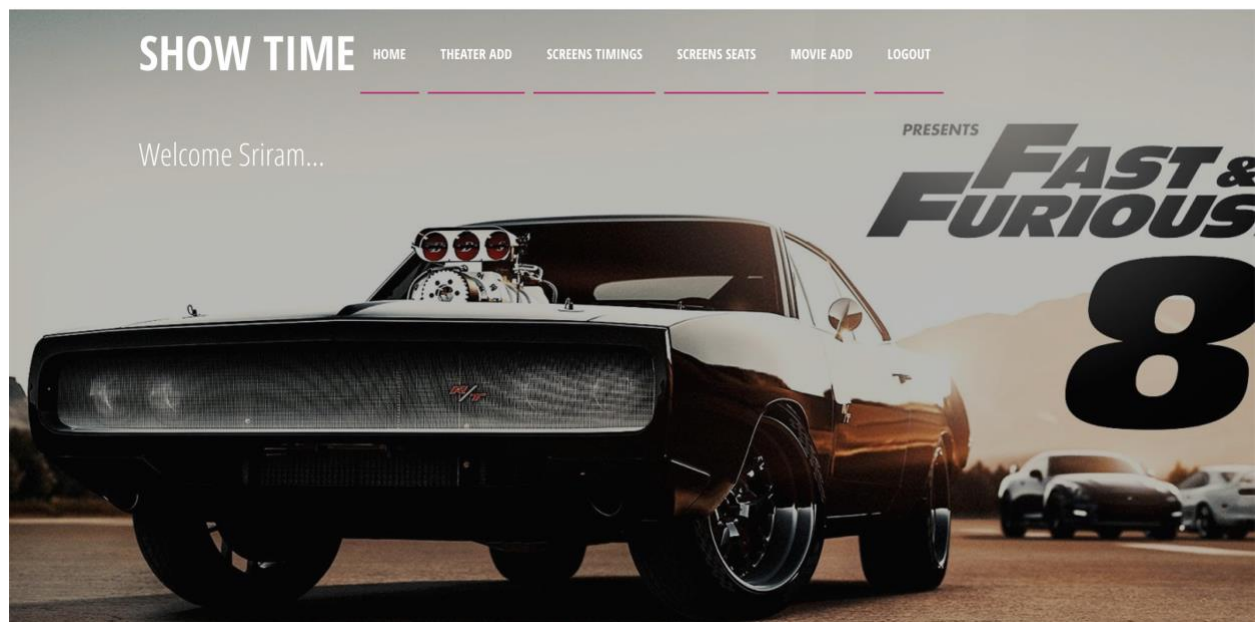 SHOW TIME HOME THEATER ADD SCREENS TIMINGS SCREENS SEATS MOVIE ADD LOGOUT
Welcome Sriram...
PRESENTS
FAST &
FURIOUS
8
R/T